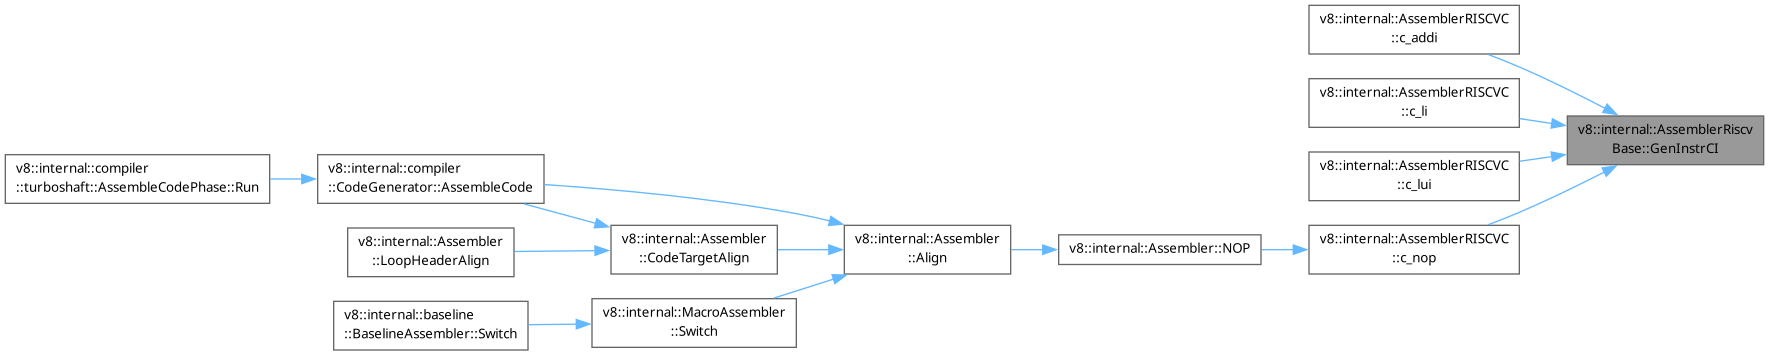 v8::internal::AssemblerRISCVC
::c_addi
v8::internal::AssemblerRISCVC
::c_li
v8::internal::AssemblerRiscv
Base::GenInstrCI
v8::internal::compiler
::turboshaft::AssembleCodePhase::Run
v8::internal::compiler
::CodeGenerator::AssembleCode
v8::internal::AssemblerRISCVC
::c_lui
v8::internal::Assembler
::LoopHeaderAlign
v8::internal::Assembler
::CodeTargetAlign
v8::internal::Assembler
::Align
v8::internal::Assembler::NOP
v8::internal::AssemblerRISCVC
::c_nop
v8::internal::baseline
::BaselineAssembler::Switch
v8::internal::MacroAssembler
::Switch